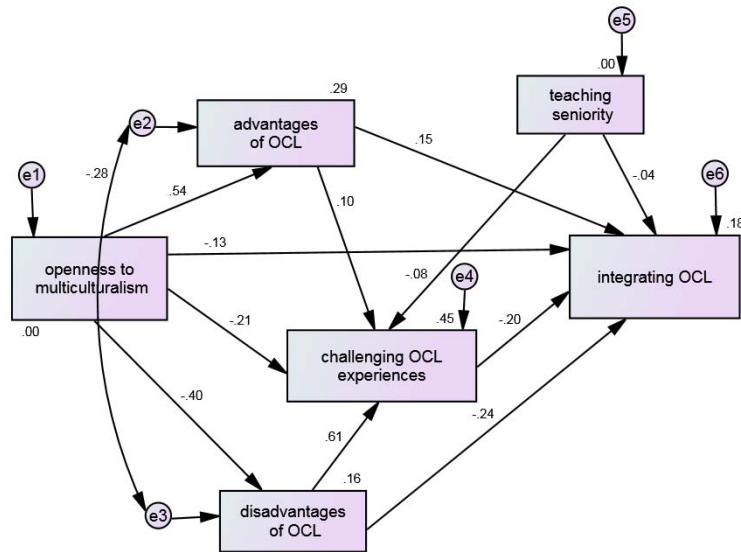 e5
.00
teaching
seniority
.29
e2
advantages
of OCL
.15
-.04
e6
e1
-.28
.54
.10
.18
openness to
multiculturalism
-.13
integrating OCL
-.08
e4
.00
-.21
.45
-.20
challenging OCL
experiences
-.40
-.24
.61
.16
e3
disadvantages
of OCL